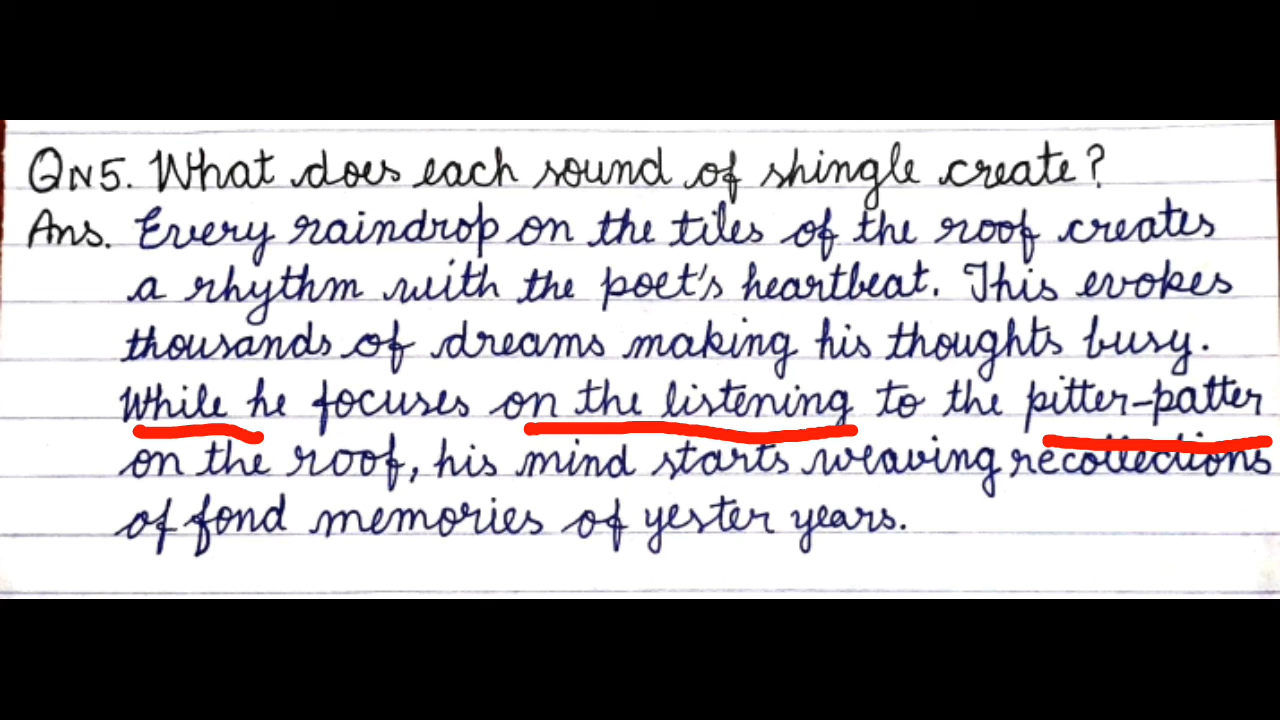 QN5. What does each sound of shingle create?
Ans. Every raindrop on the tiles of the roof creates
a rhythm with the poet's heartbeat. This evokes
thousands of dreams making his thoughts busy.
While he focuses on the listening to the pitter-patter
on the roof, his mind starts weaving recollections
of fond memories of yester years.